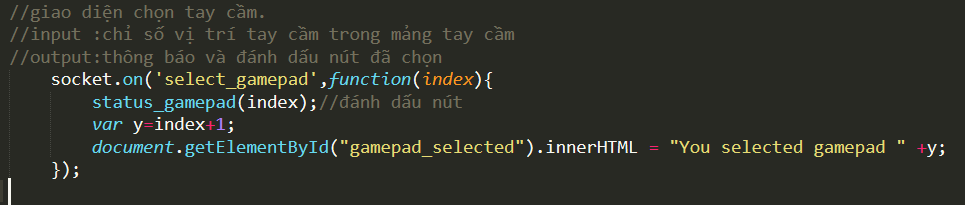 //giao diện chọn tay cầm.
//input :chỉ số vị trí tay cầm trong mảng tay cầm
//output:thông báo và đánh dấu nút đã chọn
socket.on('select_gamepad',function(index){
status_gamepad(index);//đánh dấu nút
var y=index+1;
document.getElementById("gamepad_selected").innerHTML = "You selected gamepad " +y;
});